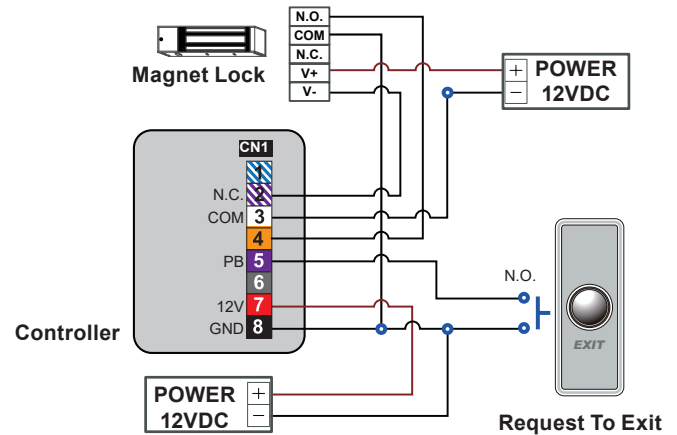 N.O.
COM
N.C.
V+
V-
Magnet Lock
+ POWER
− 12VDC
CN1
1
N.C. 2
COM 3
4
PB 5
6
12V 7
GND 8
Controller
N.O.
EXIT
Request To Exit
POWER +
12VDC −